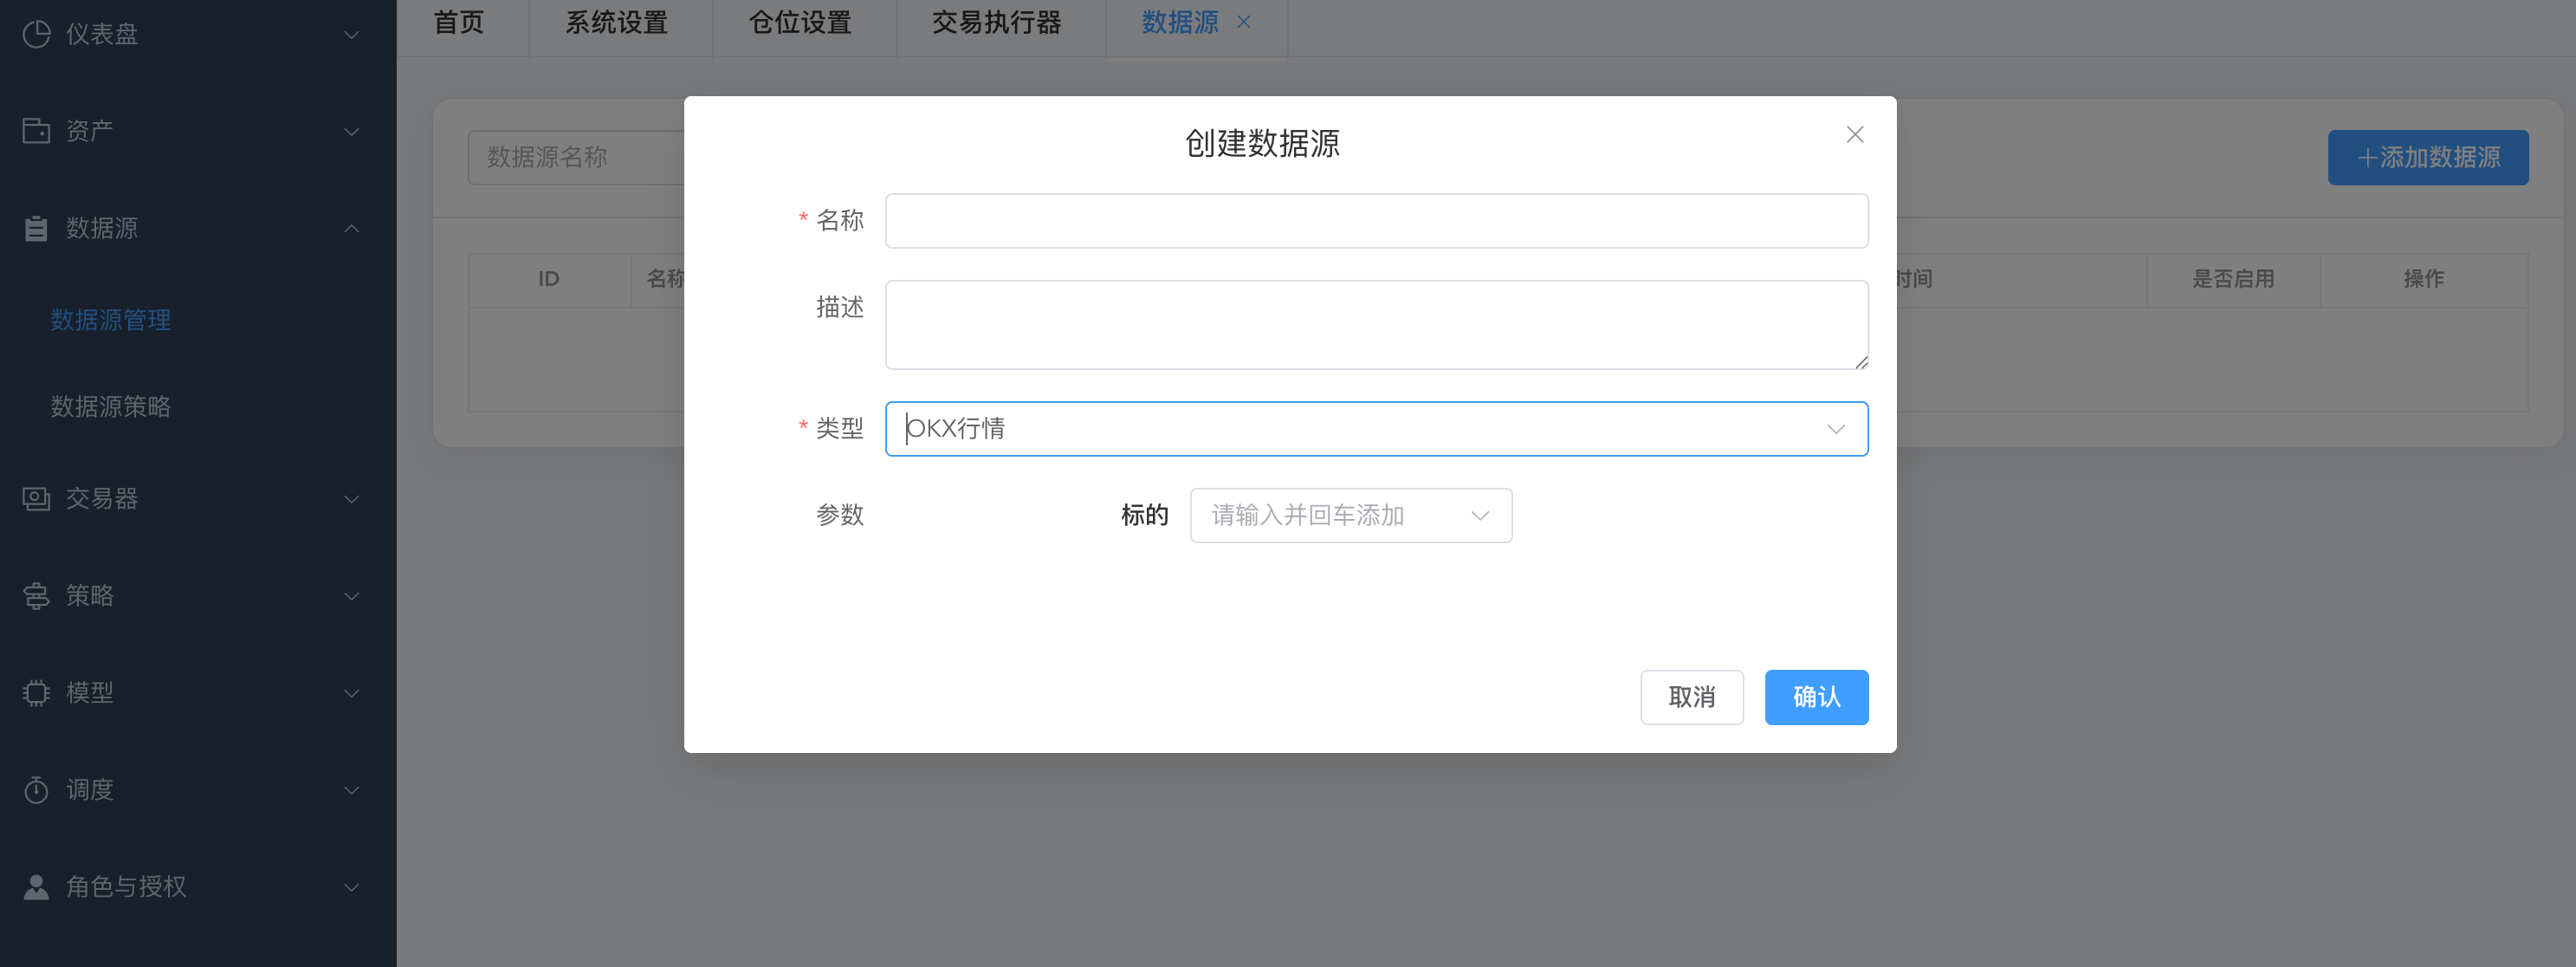 仪表盘
资产
数据源
数据源管理
数据源策略
交易器
策略
模型
调度
角色与授权
首页 系统设置 仓位设置 交易执行器 数据源
数据源名称
+添加数据源
ID 名称 时间 是否启用 操作
创建数据源
* 名称
描述
* 类型 OKX行情
参数 标的 请输入并回车添加
取消 确认